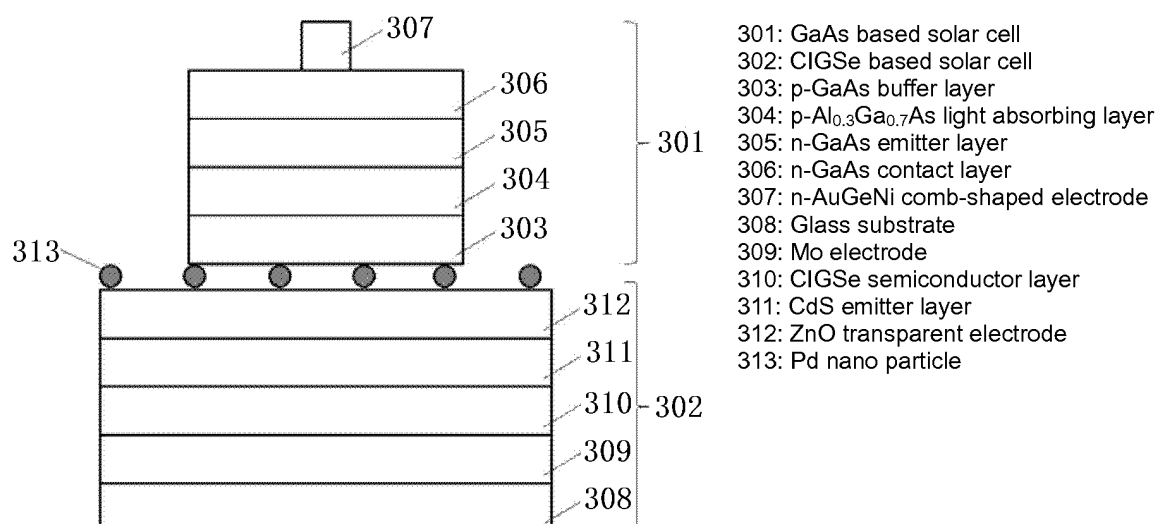 307
306
305
301
304
313
303
312
311
310
302
309
308
301: GaAs based solar cell
302: CIGSe based solar cell
303: p-GaAs buffer layer
304: p-Al0.3Ga0.7As light absorbing layer
305: n-GaAs emitter layer
306: n-GaAs contact layer
307: n-AuGeNi comb-shaped electrode
308: Glass substrate
309: Mo electrode
310: CIGSe semiconductor layer
311: CdS emitter layer
312: ZnO transparent electrode
313: Pd nano particle